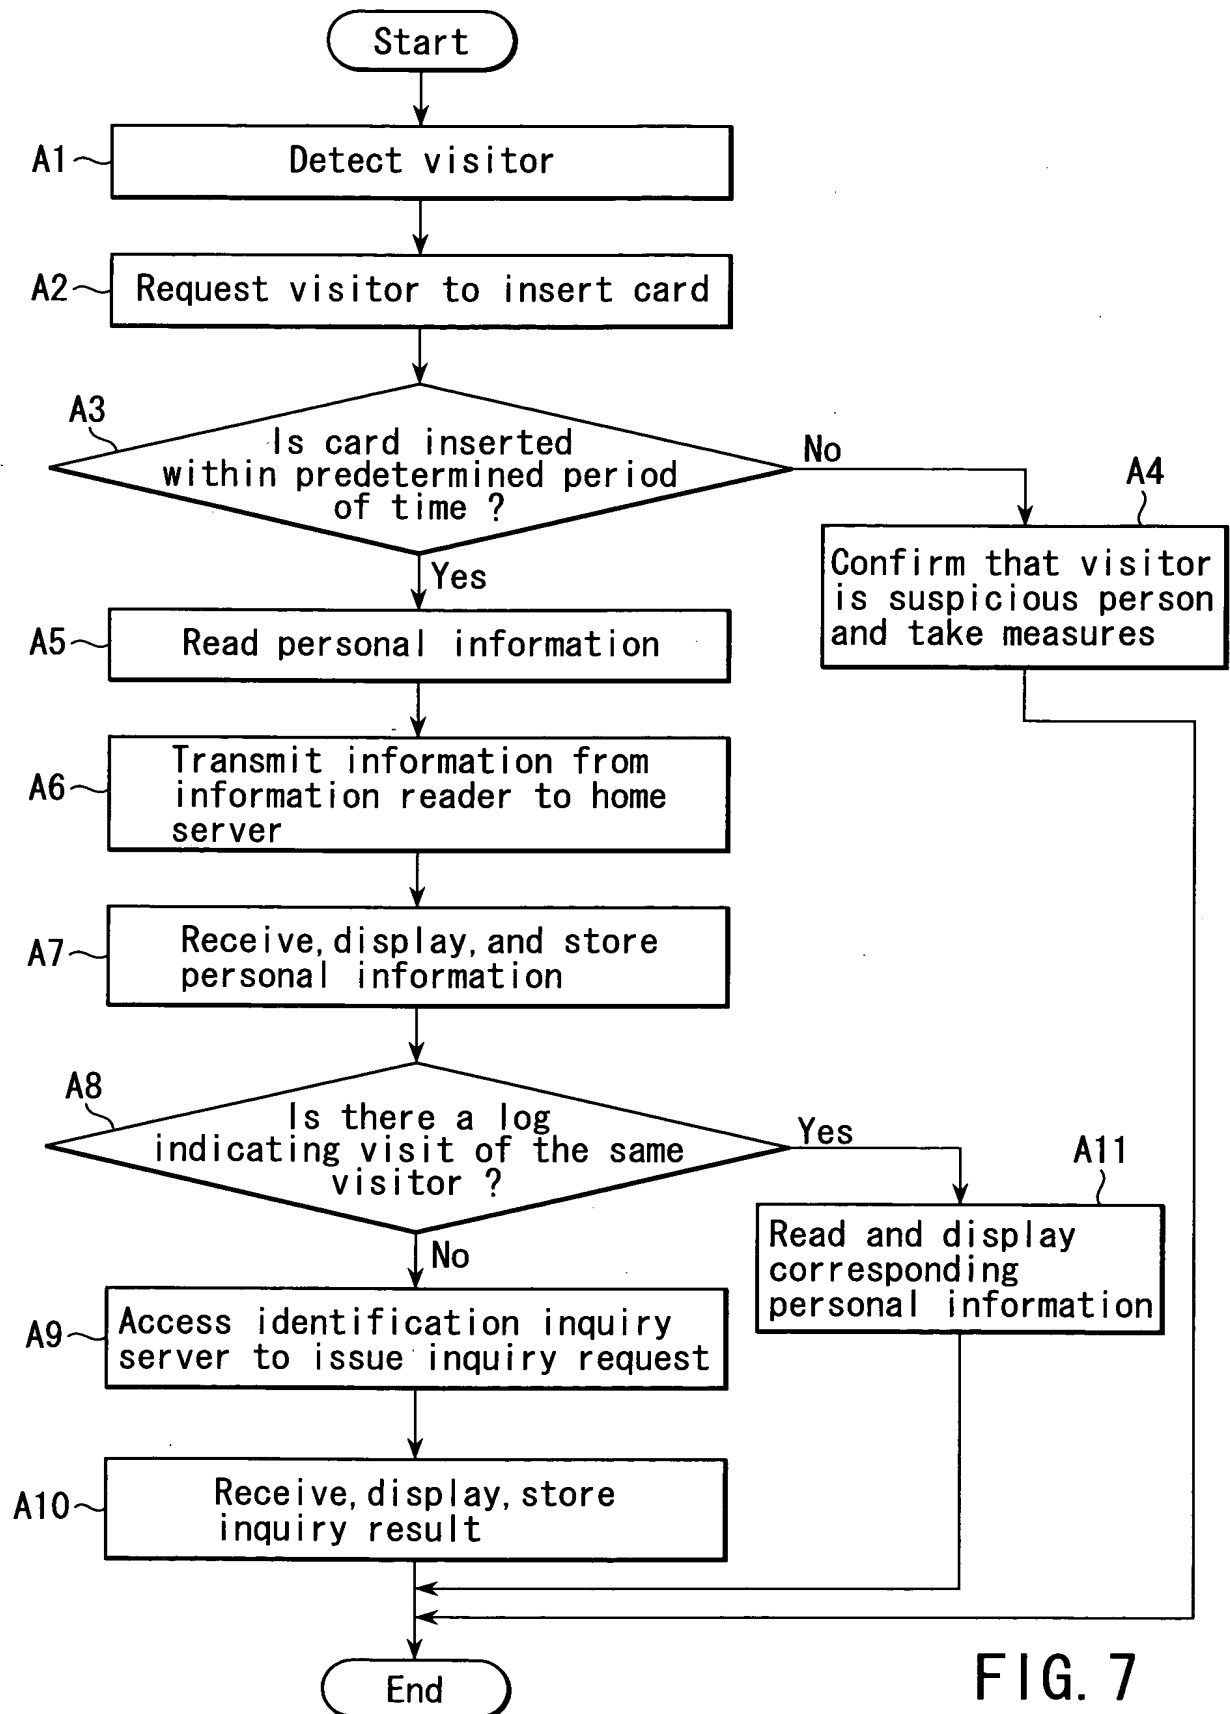 Start
A1
Detect visitor
A2
Request visitor to insert card
A3
Is card inserted
within predetermined period
of time ?
No
Yes
A4
Confirm that visitor
is suspicious person
and take measures
A5
Read personal information
A6
Transmit information from
information reader to home
server
A7
Receive, display, and store
personal information
A8
Is there a log
indicating visit of the same
visitor ?
Yes
No
A11
Read and display
corresponding
personal information
A9
Access identification inquiry
server to issue inquiry request
A10
Receive, display, store
inquiry result
End
FIG. 7